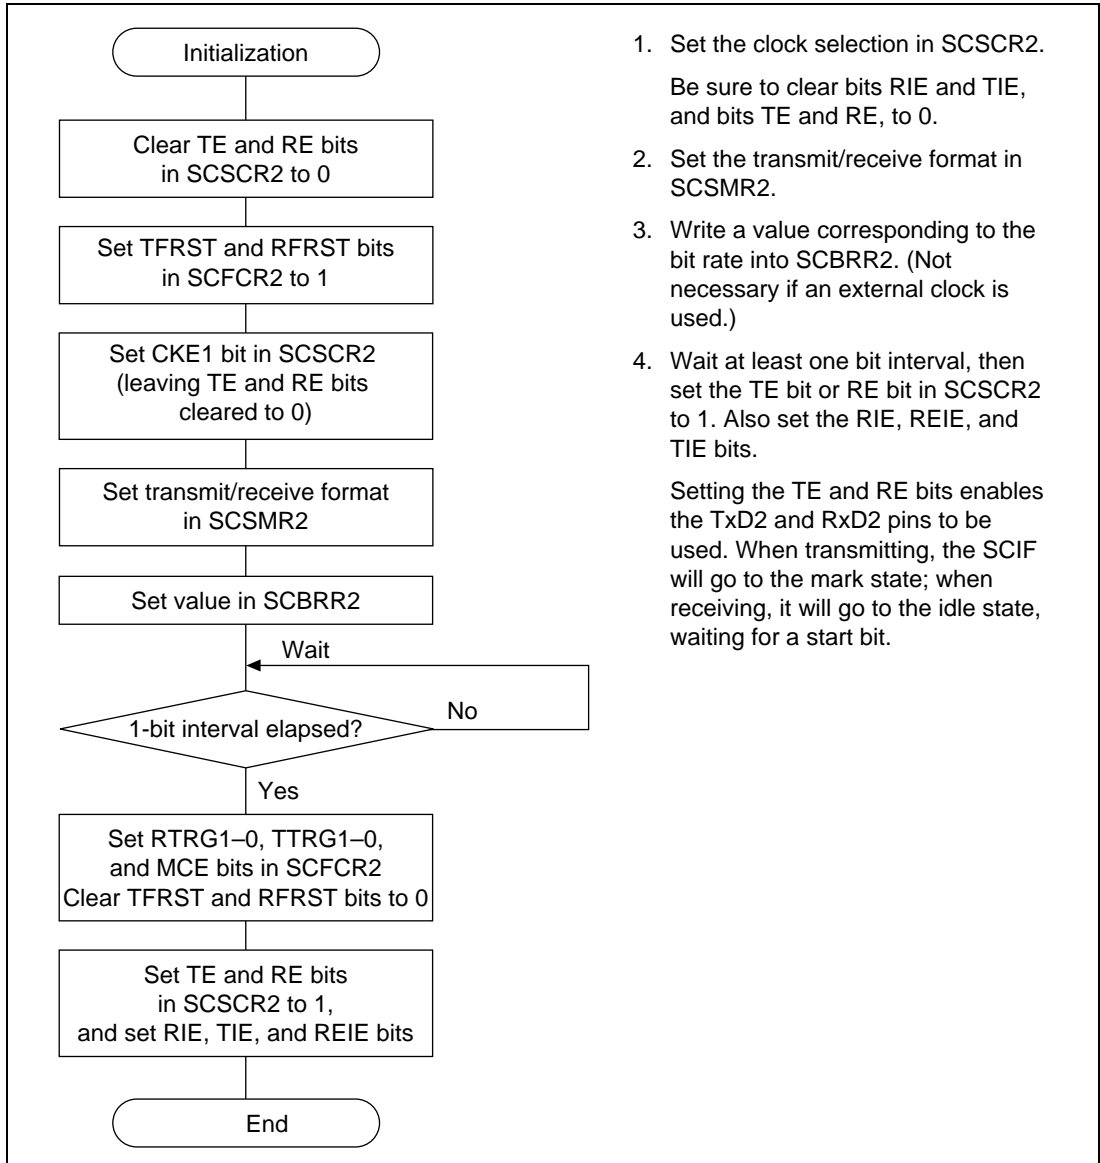 Initialization
Clear TE and RE bits
in SCSCR2 to 0
Set TFRST and RFRST bits
in SCFCR2 to 1
Set CKE1 bit in SCSCR2
(leaving TE and RE bits
cleared to 0)
Set transmit/receive format
in SCSMR2
Set value in SCBRR2
Wait
1-bit interval elapsed?
No
Yes
Set RTRG1–0, TTRG1–0,
and MCE bits in SCFCR2
Clear TFRST and RFRST bits to 0
Set TE and RE bits
in SCSCR2 to 1,
and set RIE, TIE, and REIE bits
End
1. Set the clock selection in SCSCR2.
Be sure to clear bits RIE and TIE,
and bits TE and RE, to 0.
2. Set the transmit/receive format in
SCSMR2.
3. Write a value corresponding to the
bit rate into SCBRR2. (Not
necessary if an external clock is
used.)
4. Wait at least one bit interval, then
set the TE bit or RE bit in SCSCR2
to 1. Also set the RIE, REIE, and
TIE bits.
Setting the TE and RE bits enables
the TxD2 and RxD2 pins to be
used. When transmitting, the SCIF
will go to the mark state; when
receiving, it will go to the idle state,
waiting for a start bit.